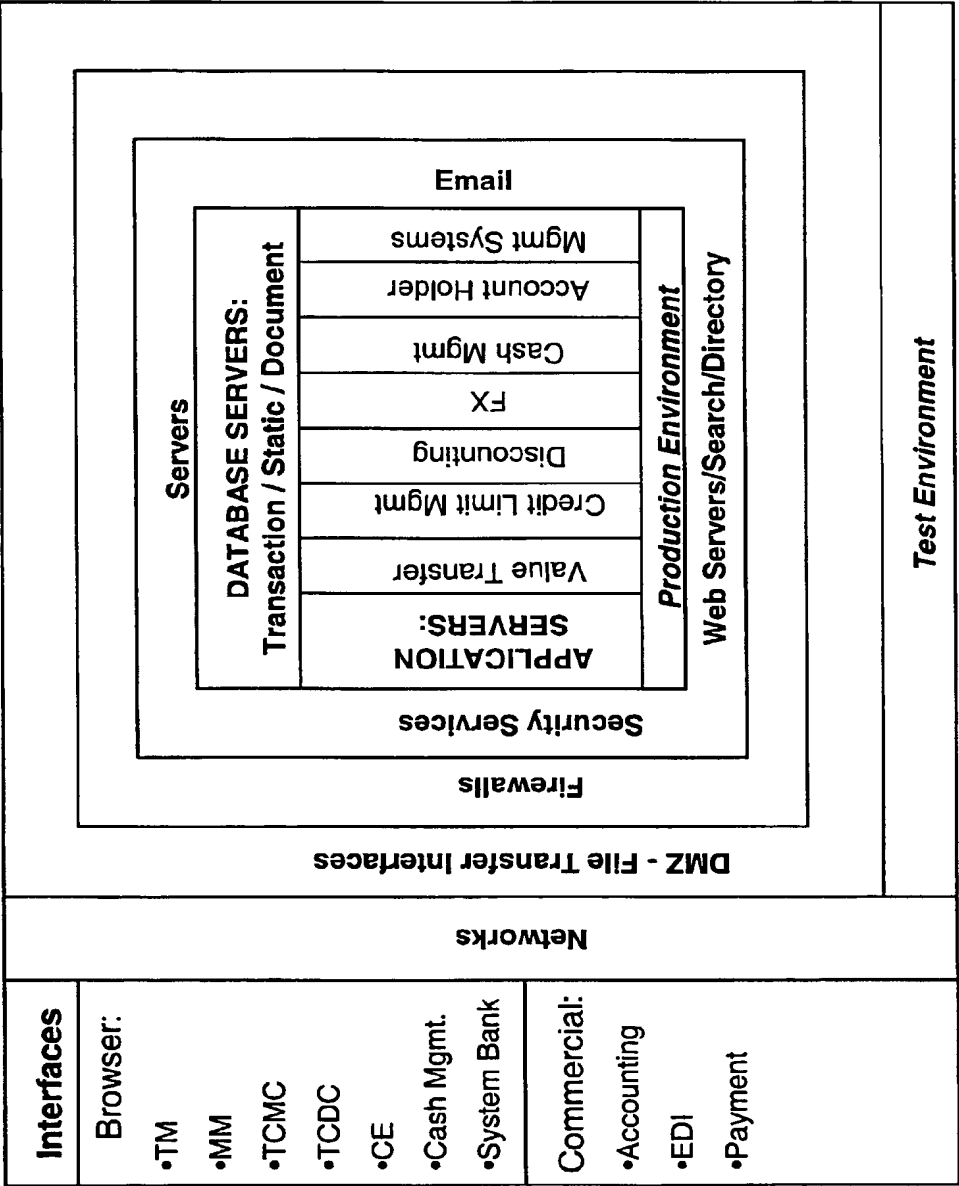 Interfaces
Browser:
•TM
•MM
•TCMC
•TCDC
•CE
•Cash Mgmt.
•System Bank
Commercial:
•Accounting
•EDI
•Payment
Networks
DMZ - File Transfer Interfaces
Firewalls
Security Services
Servers
DATABASE SERVERS:
Transaction / Static / Document
APPLICATION
SERVERS:
Value Transfer
Credit Limit Mgmt
Discounting
FX
Cash Mgmt
Account Holder
Mgmt Systems
Production Environment
Web Servers/Search/Directory
Email
Test Environment